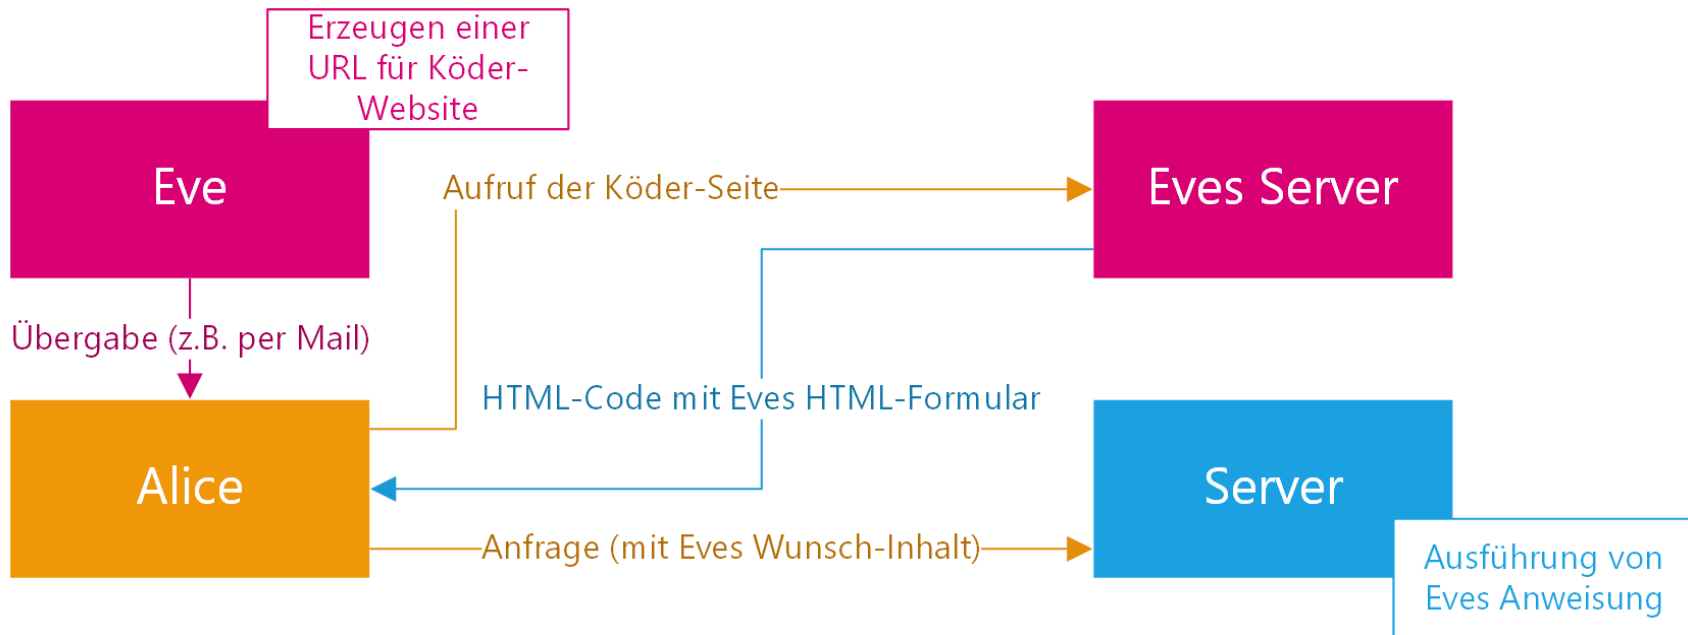 Erzeugen einer
URL für Köder-
Website
Eve
Aufruf der Köder-Seite
Eves Server
Übergabe (z.B. per Mail)
HTML-Code mit Eves HTML-Formular
Alice
Server
Anfrage (mit Eves Wunsch-Inhalt)
Ausführung von
Eves Anweisung